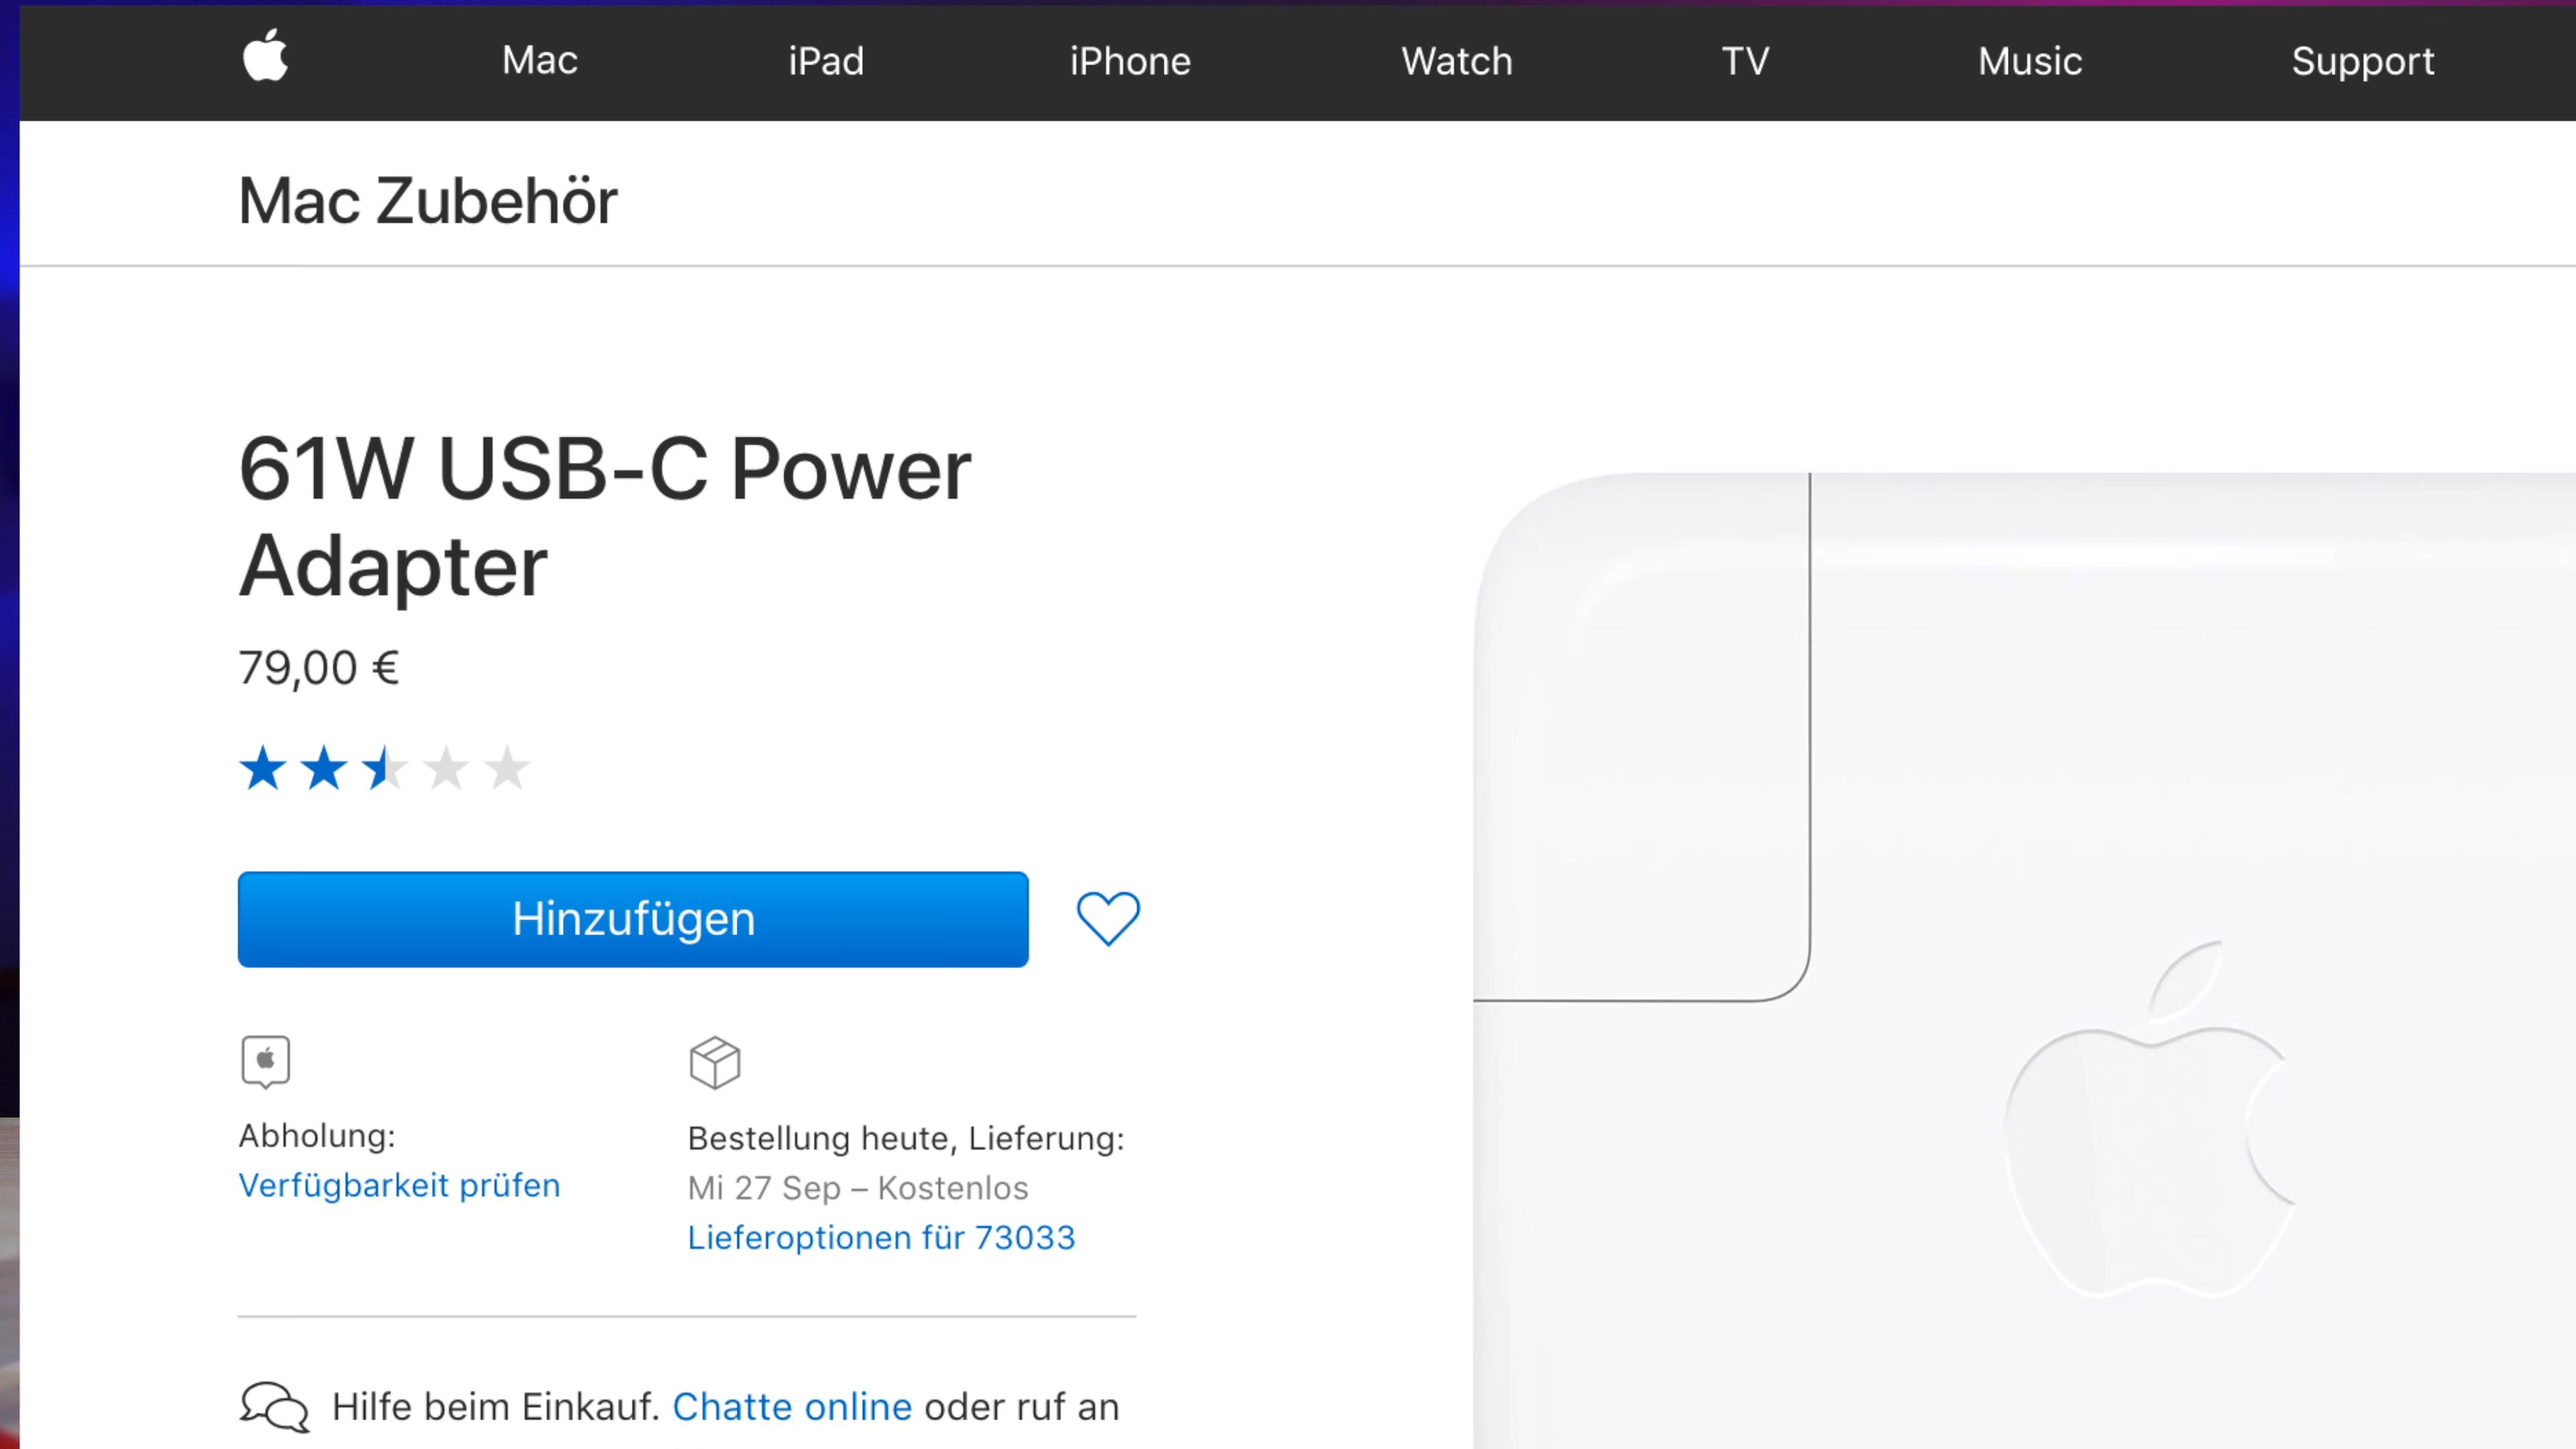 Mac iPad iPhone Watch TV Music Support
Mac Zubehör
61W USB-C Power
Adapter
79,00 €
Hinzufügen
Abholung:
Verfügbarkeit prüfen
Bestellung heute, Lieferung:
Mi 27 Sep – Kostenlos
Lieferoptionen für 73033
Hilfe beim Einkauf. Chatte online oder ruf an